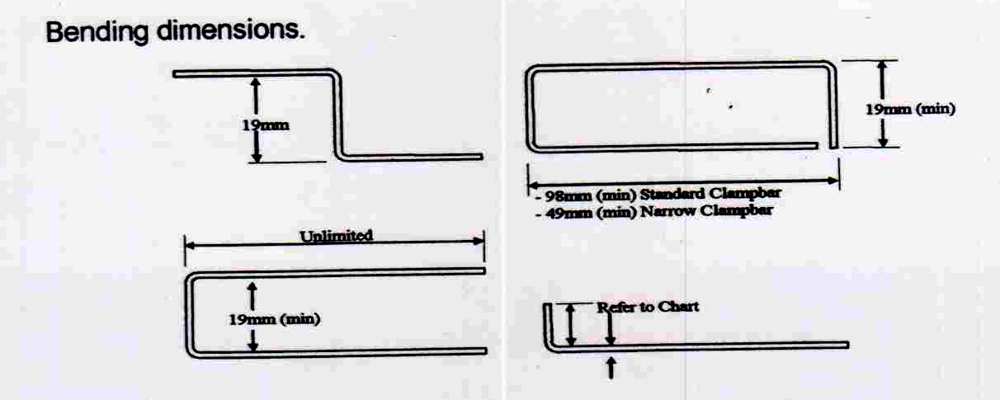 Bending dimensions.
19mm
19mm (min)
- 98mm (min) Standard Clampbar
- 49mm (min) Narrow Clampbar
Unlimited
19mm (min)
Refer to Chart